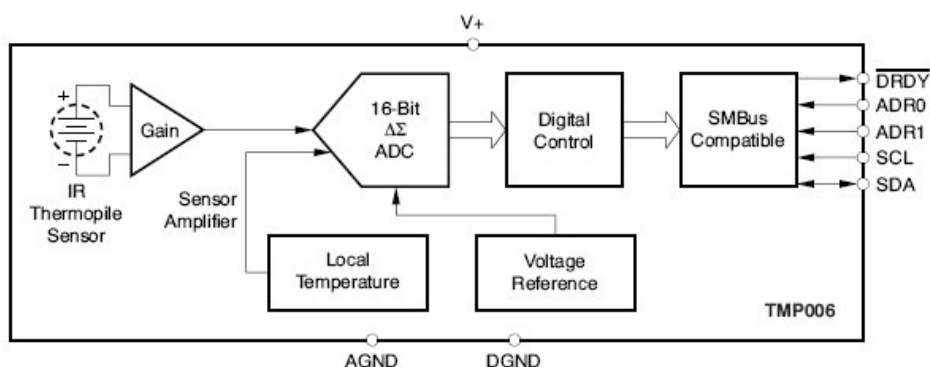 V+
+
−
IR
Thermopile
Sensor
Gain
Sensor
Amplifier
16-Bit
ΔΣ
ADC
Local
Temperature
Digital
Control
Voltage
Reference
SMBus
Compatible
DRDY
ADR0
ADR1
SCL
SDA
TMP006
AGND
DGND